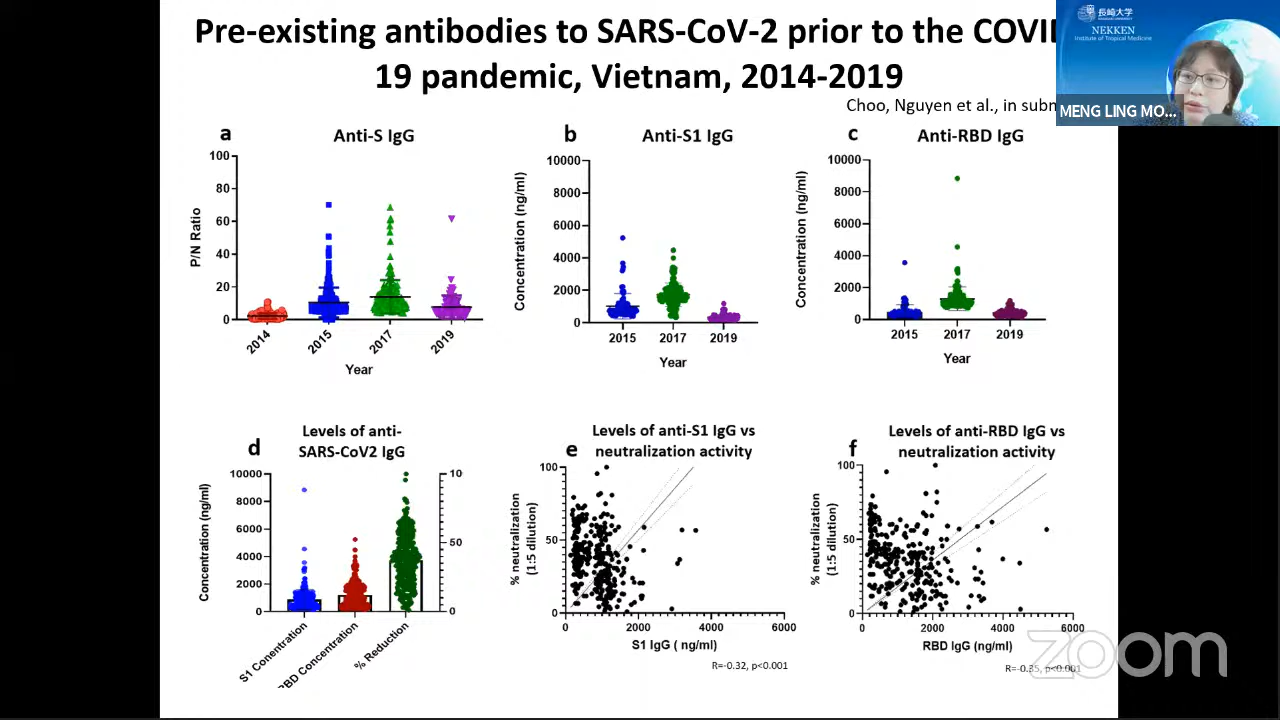 Pre-existing antibodies to SARS-CoV-2 prior to the COVI
19 pandemic, Vietnam, 2014-2019
Choo, Nguyen et al., in subm
長崎大学
NEKKEN
Institute of Tropical Medicine
MENG LING MO...
a
Anti-S IgG
100
80
60
40
20
0
P/N Ratio
2014
2015
2017
2019
Year
b
Anti-S1 IgG
10000
8000
6000
4000
2000
0
Concentration (ng/ml)
2015
2017
2019
Year
c
Anti-RBD IgG
10000
8000
6000
4000
2000
0
Concentration (ng/ml)
2015
2017
2019
Year
d
Levels of anti-
SARS-CoV2 IgG
10000
8000
6000
4000
2000
0
Concentration (ng/ml)
10
50
0
S1 Conentration
RBD Concentration
% Reduction
e
Levels of anti-S1 IgG vs
neutralization activity
100
50
0
% neutralization
(1:5 dilution)
0
2000
4000
6000
S1 IgG ( ng/ml)
R=-0.32, p<0.001
f
Levels of anti-RBD IgG vs
neutralization activity
100
50
0
% neutralization
(1:5 dilution)
0
2000
4000
6000
RBD IgG (ng/ml)
R=-0.35, p<0.001
zoom